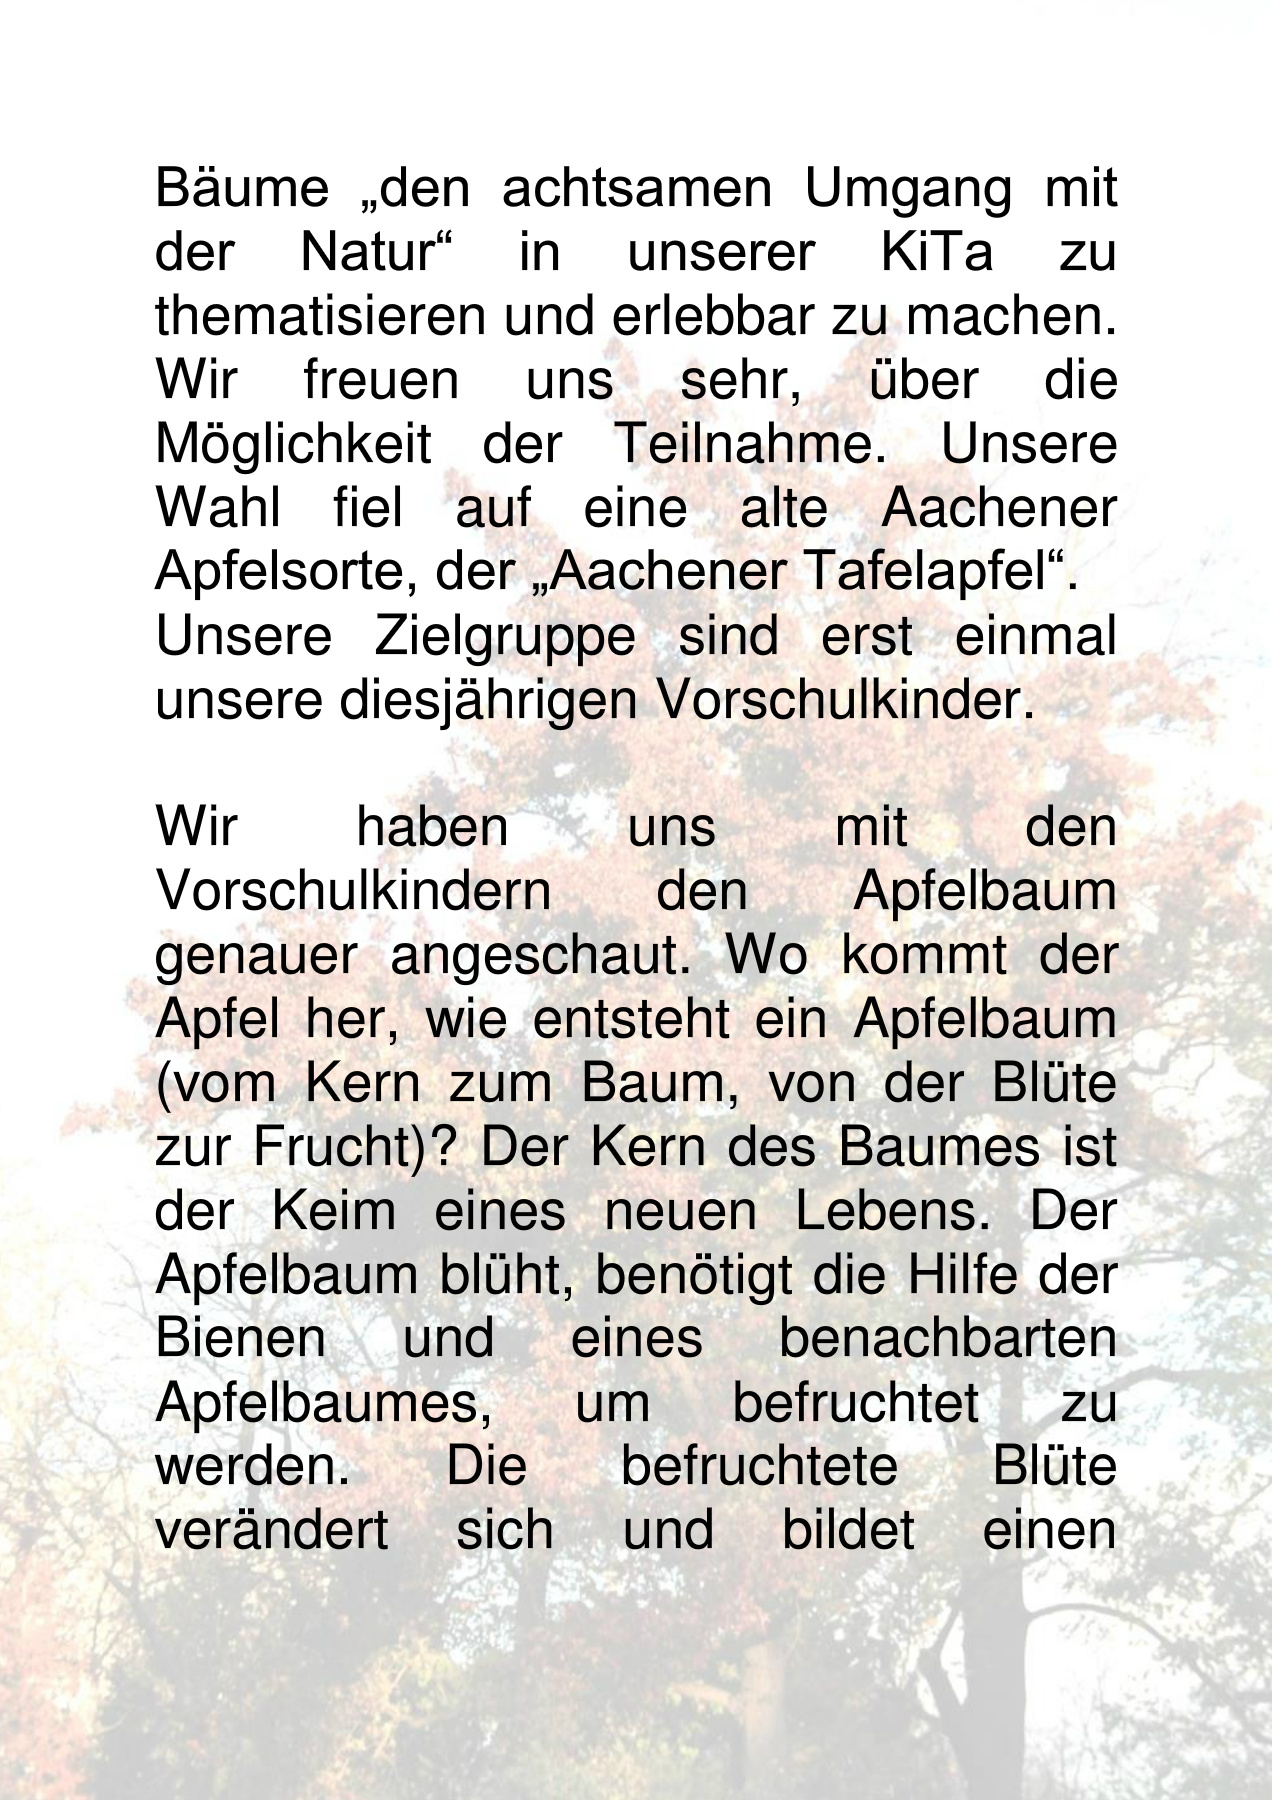 Bäume „den achtsamen Umgang mit
der Natur“ in unserer KiTa zu
thematisieren und erlebbar zu machen.
Wir freuen uns sehr, über die
Möglichkeit der Teilnahme. Unsere
Wahl fiel auf eine alte Aachener
Apfelsorte, der „Aachener Tafelapfel“.
Unsere Zielgruppe sind erst einmal
unsere diesjährigen Vorschulkinder.

Wir haben uns mit den
Vorschulkindern den Apfelbaum
genauer angeschaut. Wo kommt der
Apfel her, wie entsteht ein Apfelbaum
(vom Kern zum Baum, von der Blüte
zur Frucht)? Der Kern des Baumes ist
der Keim eines neuen Lebens. Der
Apfelbaum blüht, benötigt die Hilfe der
Bienen und eines benachbarten
Apfelbaumes, um befruchtet zu
werden. Die befruchtete Blüte
verändert sich und bildet einen